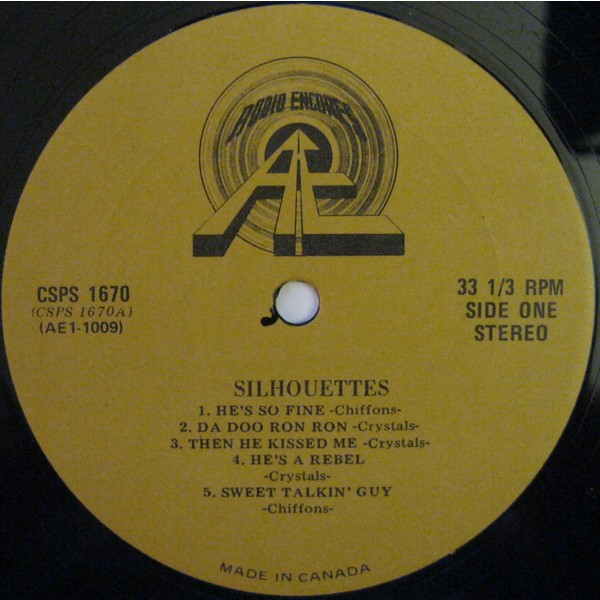 AUDIO ENCORES
AE
CSPS 1670
(CSPS 1670A)
(AE1-1009)
33 1/3 RPM
SIDE ONE
STEREO
SILHOUETTES
1. HE'S SO FINE -Chiffons-
2. DA DOO RON RON -Crystals-
3. THEN HE KISSED ME -Crystals-
4. HE'S A REBEL
-Crystals-
5. SWEET TALKIN' GUY
-Chiffons-
MADE IN CANADA